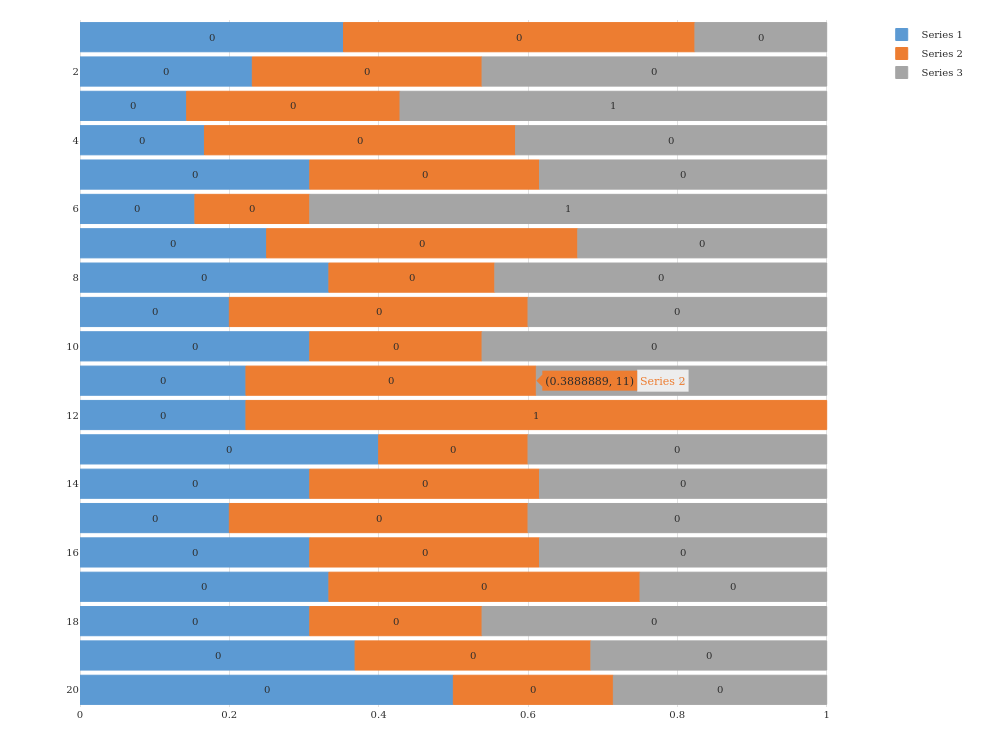 0 0 0
Series 1
Series 2
Series 3
2 0 0 0
0 0 1
4 0 0 0
0 0 0
6 0 0 1
0 0 0
8 0 0 0
0 0 0
10 0 0 0
0 0 (0.3888889, 11) Series 2
12 0 1
0 0 0
14 0 0 0
0 0 0
16 0 0 0
0 0 0
18 0 0 0
0 0 0
20 0 0 0
0 0.2 0.4 0.6 0.8 1